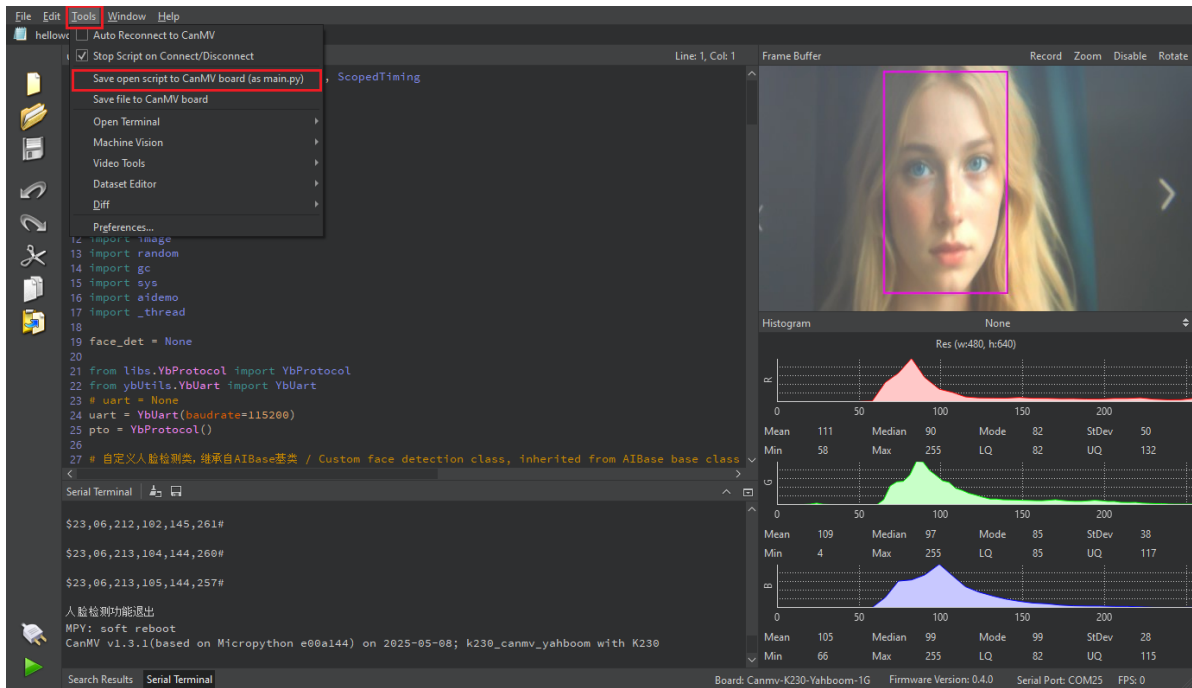 File Edit Tools Window Help
hellowo
Auto Reconnect to CanMV
Stop Script on Connect/Disconnect
Save open script to CanMV board (as main.py)
Save file to CanMV board
Open Terminal
Machine Vision
Video Tools
Dataset Editor
Diff
Preferences...
Line: 1, Col: 1
, ScopedTiming
12 import image
13 import random
14 import gc
15 import sys
16 import aidemo
17 import _thread
18
19 face_det = None
20
21 from libs.YbProtocol import YbProtocol
22 from ybUtils.YbUart import YbUart
23 # uart = None
24 uart = YbUart(baudrate=115200)
25 pto = YbProtocol()
26
27 # 自定义人脸检测类，继承自AIBase基类 / Custom face detection class, inherited from AIBase base class
Serial Terminal
$23,06,212,102,145,261#
$23,06,213,104,144,260#
$23,06,213,105,144,257#
人脸检测功能退出
MPY: soft reboot
CanMV v1.3.1(based on Micropython e00a144) on 2025-05-08; k230_canmv_yahboom with K230
Search Results Serial Terminal
Frame Buffer Record Zoom Disable Rotate
Histogram None
Res (w:480, h:640)
R
0 50 100 150 200
Mean 111 Median 90 Mode 82 StDev 50
Min 58 Max 255 LQ 82 UQ 132
G
0 50 100 150 200
Mean 109 Median 97 Mode 85 StDev 38
Min 4 Max 255 LQ 85 UQ 117
B
0 50 100 150 200
Mean 105 Median 99 Mode 99 StDev 28
Min 66 Max 255 LQ 82 UQ 115
Board: Canmv-K230-Yahboom-1G Firmware Version: 0.4.0 Serial Port: COM25 FPS: 0